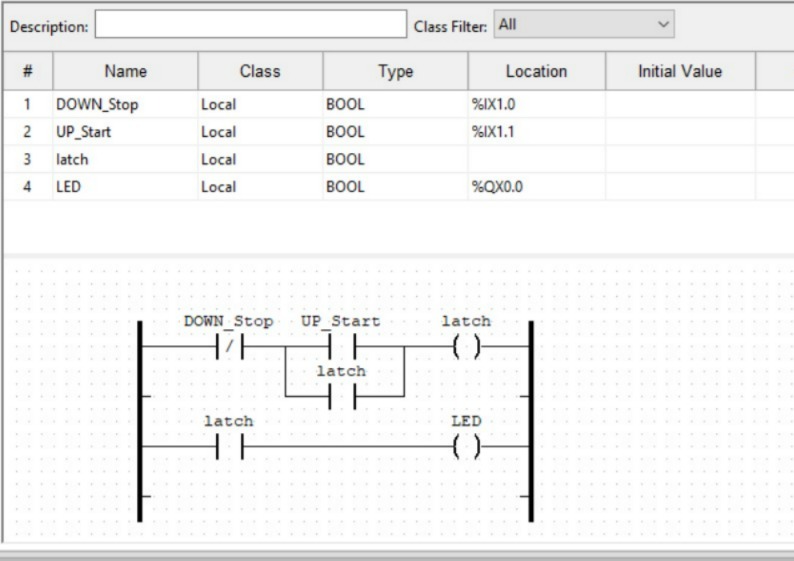 Description: Class Filter: All
# Name Class Type Location Initial Value
1 DOWN_Stop Local BOOL %IX1.0
2 UP_Start Local BOOL %IX1.1
3 latch Local BOOL
4 LED Local BOOL %QX0.0
DOWN_Stop UP_Start latch
latch
latch LED